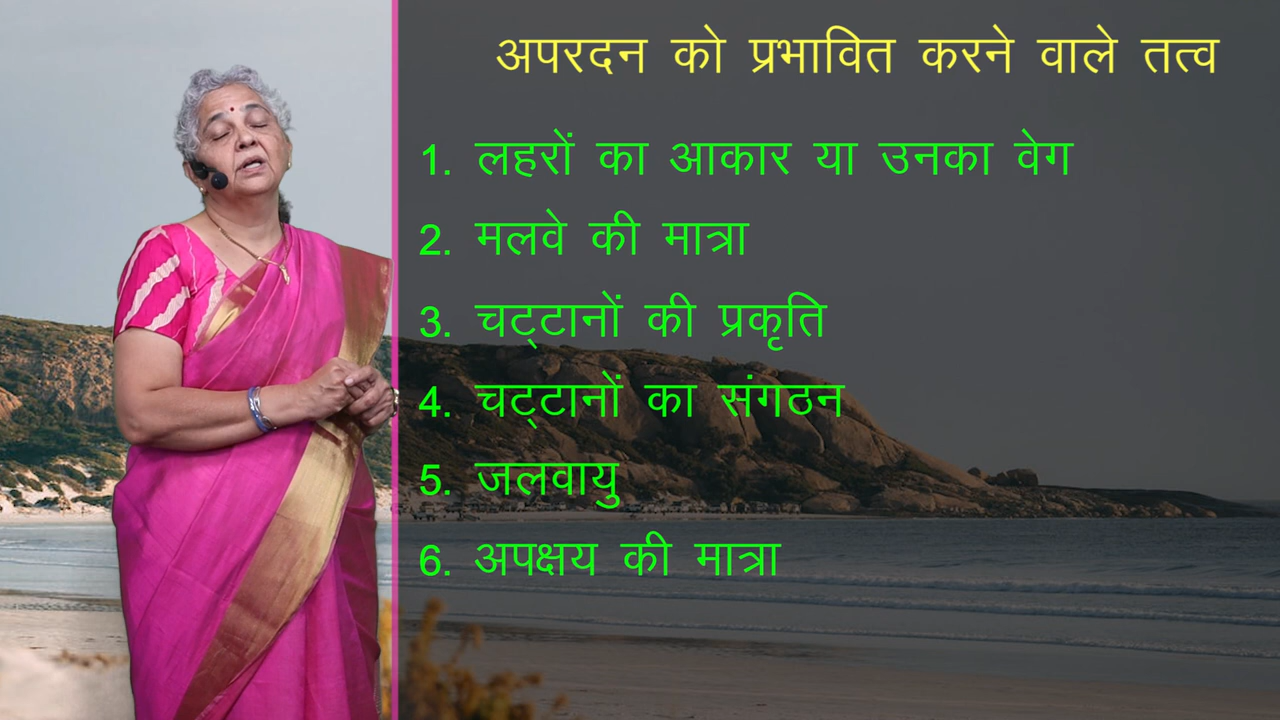 अपरदन को प्रभावित करने वाले तत्व
1. लहरों का आकार या उनका वेग
2. मलवे की मात्रा
3. चट्टानों की प्रकृति
4. चट्टानों का संगठन
5. जलवायु
6. अपक्षय की मात्रा